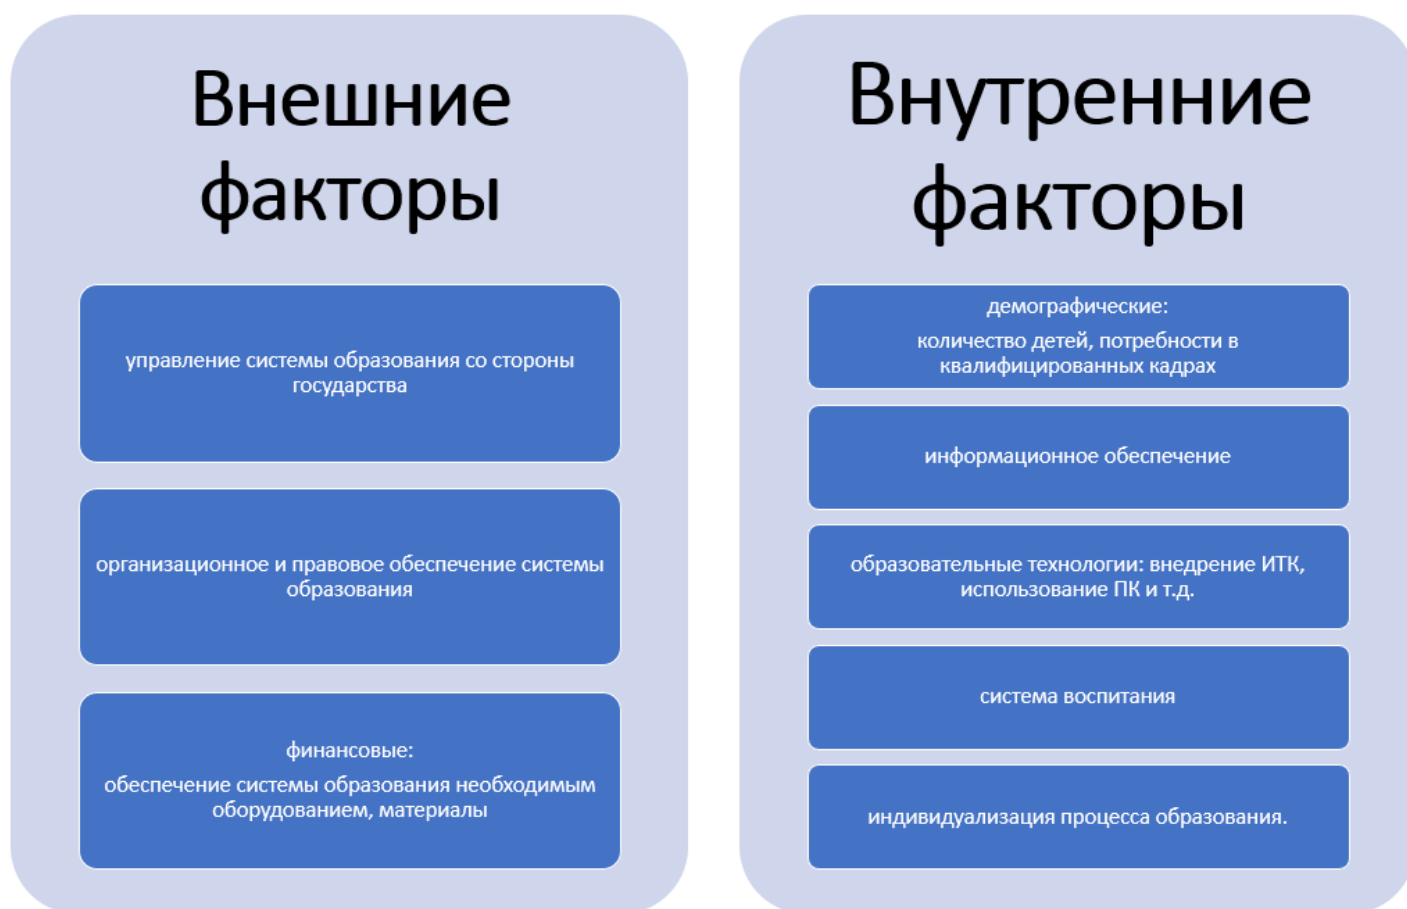 Внешние
факторы
управление системы образования со стороны
государства
организационное и правовое обеспечение системы
образования
финансовые:
обеспечение системы образования необходимым
оборудованием, материалы
Внутренние
факторы
демографические:
количество детей, потребности в
квалифицированных кадрах
информационное обеспечение
образовательные технологии: внедрение ИТК,
использование ПК и т.д.
система воспитания
индивидуализация процесса образования.